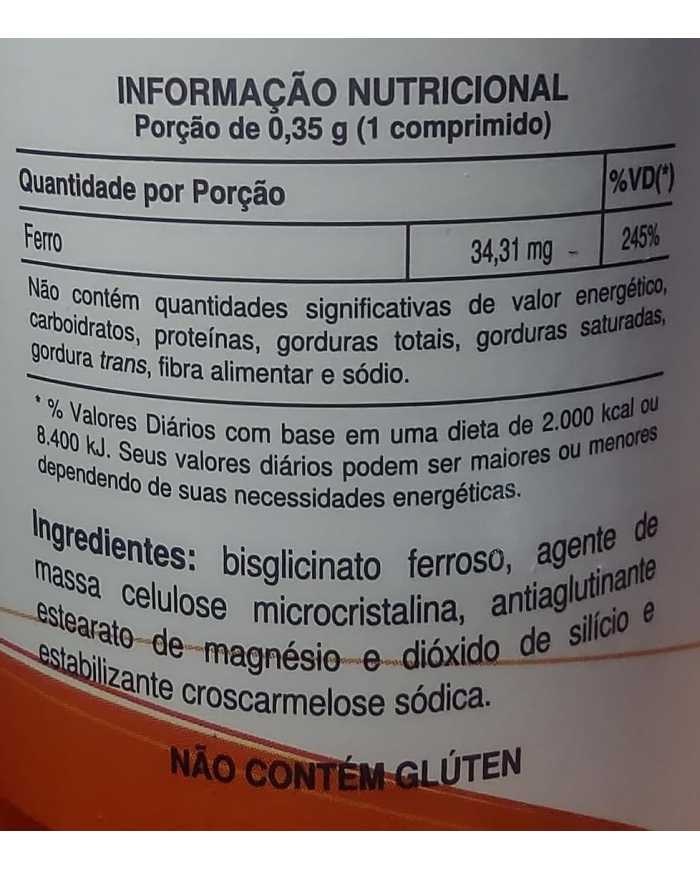 INFORMAÇÃO NUTRICIONAL
Porção de 0,35 g (1 comprimido)
Quantidade por Porção %VD(*)
Ferro 34,31 mg 245%
Não contém quantidades significativas de valor energético,
carboidratos, proteínas, gorduras totais, gorduras saturadas,
gordura trans, fibra alimentar e sódio.
* % Valores Diários com base em uma dieta de 2.000 kcal ou
8.400 kJ. Seus valores diários podem ser maiores ou menores
dependendo de suas necessidades energéticas.
Ingredientes: bisglicinato ferroso, agente de
massa celulose microcristalina, antiaglutinante
estearato de magnésio e dióxido de silício e
estabilizante croscarmelose sódica.
NÃO CONTÉM GLÚTEN